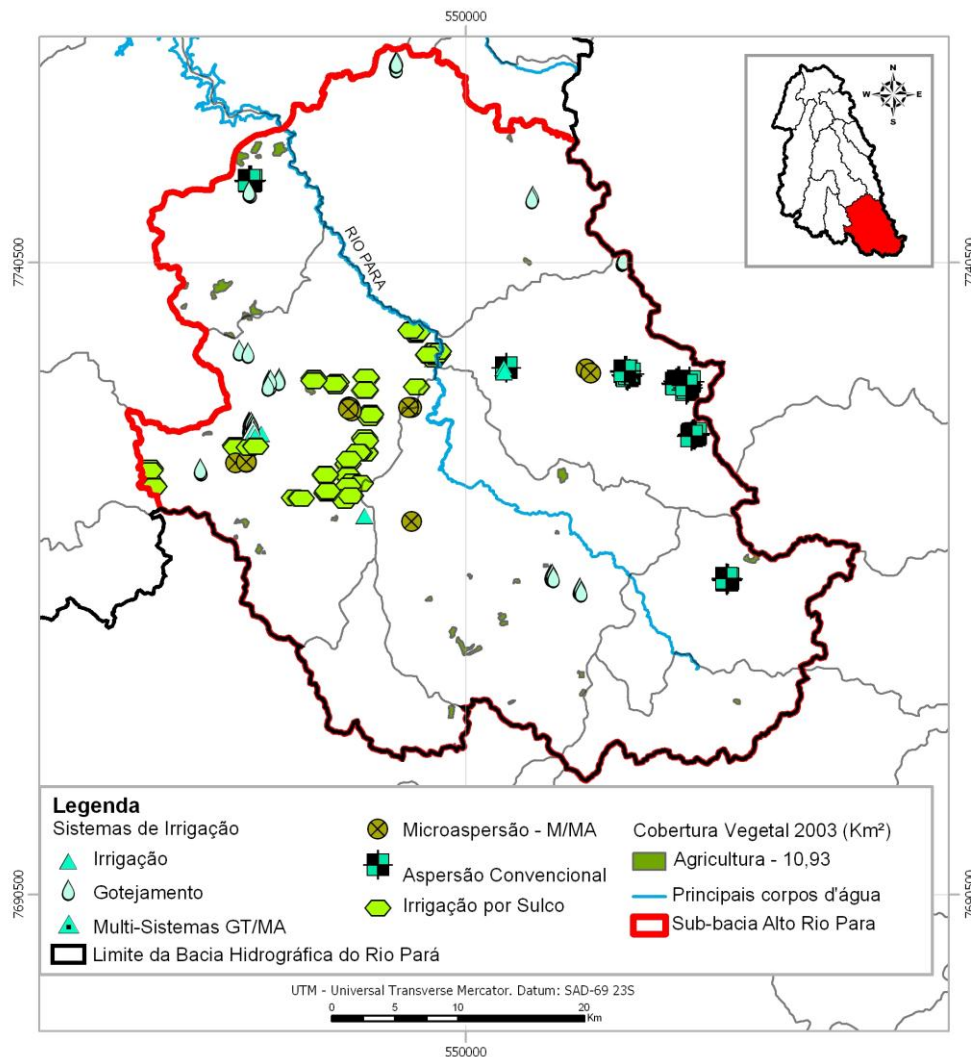 550000
N
W
E
S
7740500
7740500
RIO PARA
Legenda
Sistemas de Irrigação
Irrigação
Gotejamento
Multi-Sistemas GT/MA
Limite da Bacia Hidrográfica do Rio Pará
Microaspersão - M/MA
Aspersão Convencional
Irrigação por Sulco
Cobertura Vegetal 2003 (Km²)
Agricultura - 10,93
Principais corpos d'água
Sub-bacia Alto Rio Para
7690500
7690500
UTM - Universal Transverse Mercator. Datum: SAD-69 23S
0 5 10 20
Km
550000